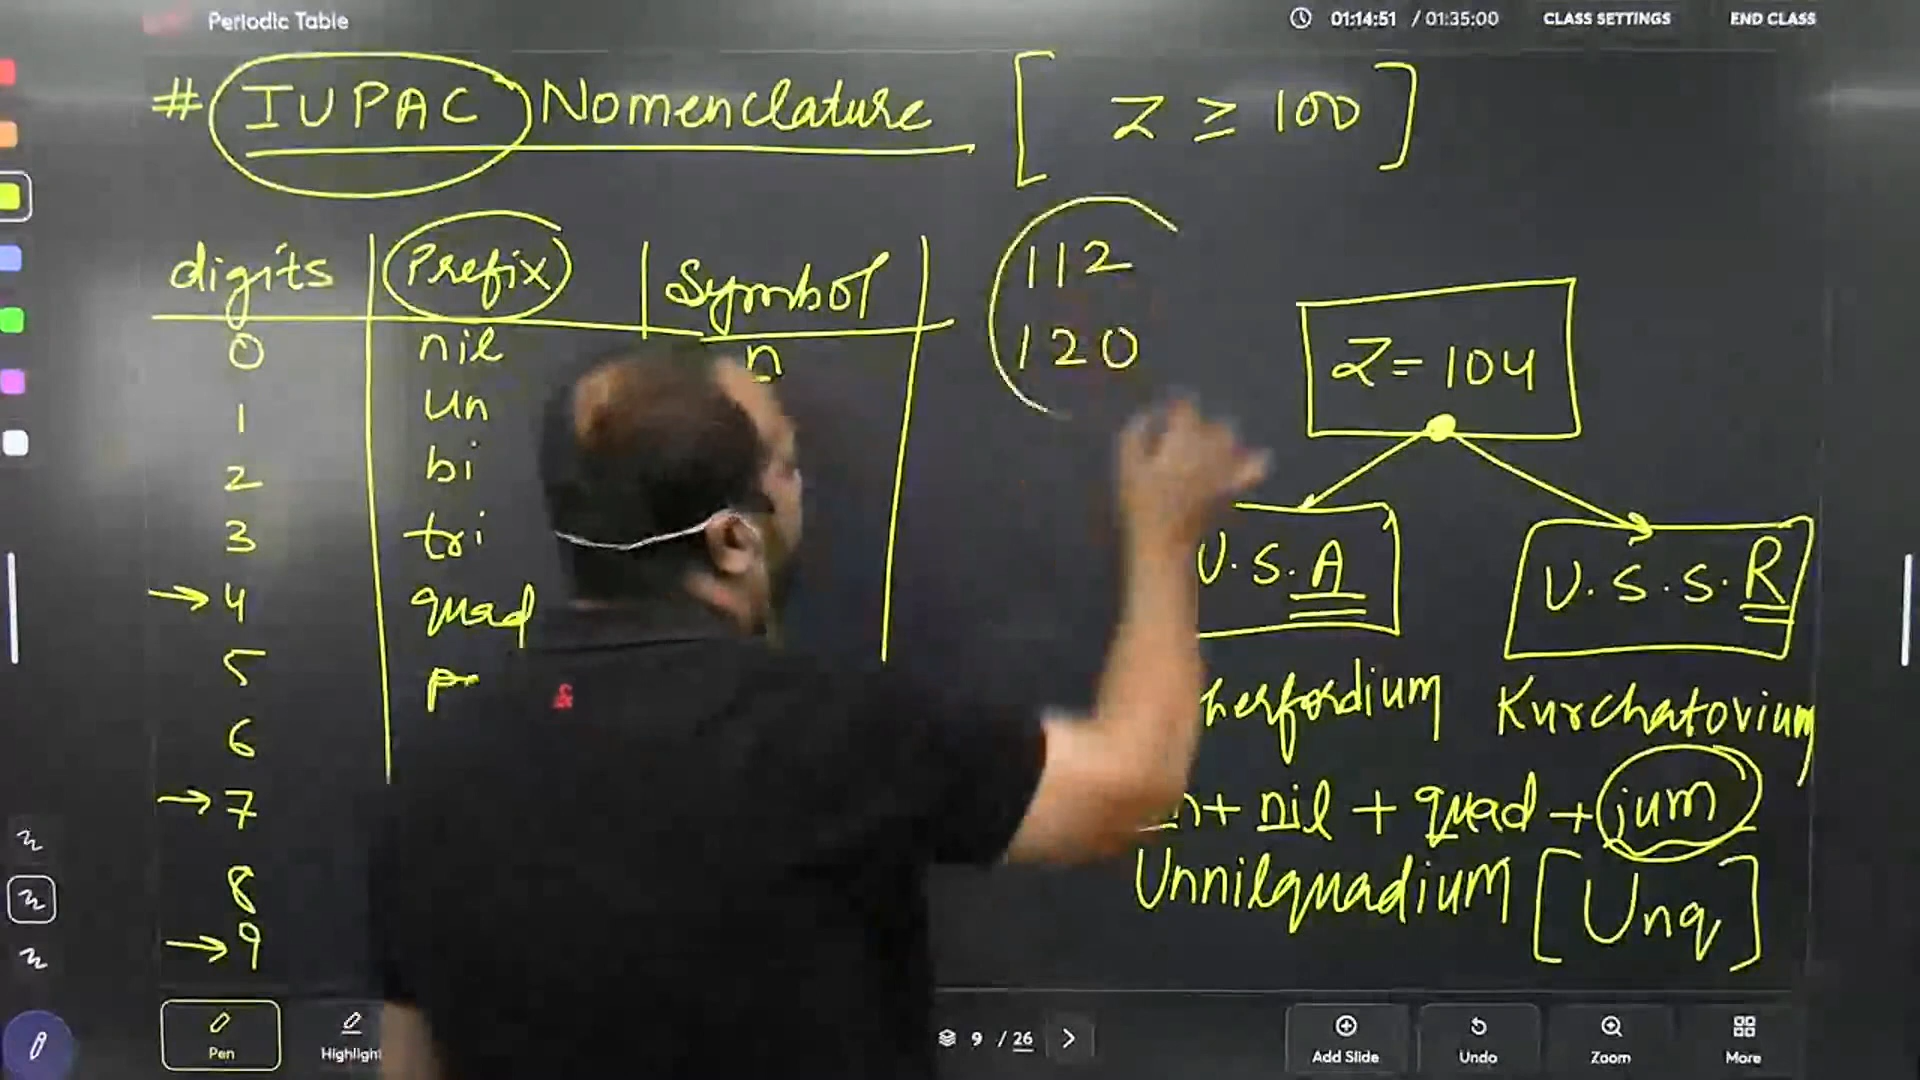 Periodic Table
01:14:51 / 01:35:00
CLASS SETTINGS
END CLASS
# IUPAC Nomenclature [ Z ≥ 100 ]
digits Prefix Symbol
0 nil n
1 un
2 bi
3 tri
→ 4 quad
5
6
→ 7
8
→ 9
112
120
Z = 104
U.S.A
U.S.S.R
herfordium
Kurchatovium
n + nil + quad + ium
Unnilquadium [Unq]
Pen
Highlight
9 / 26
Add Slide
Undo
Zoom
More